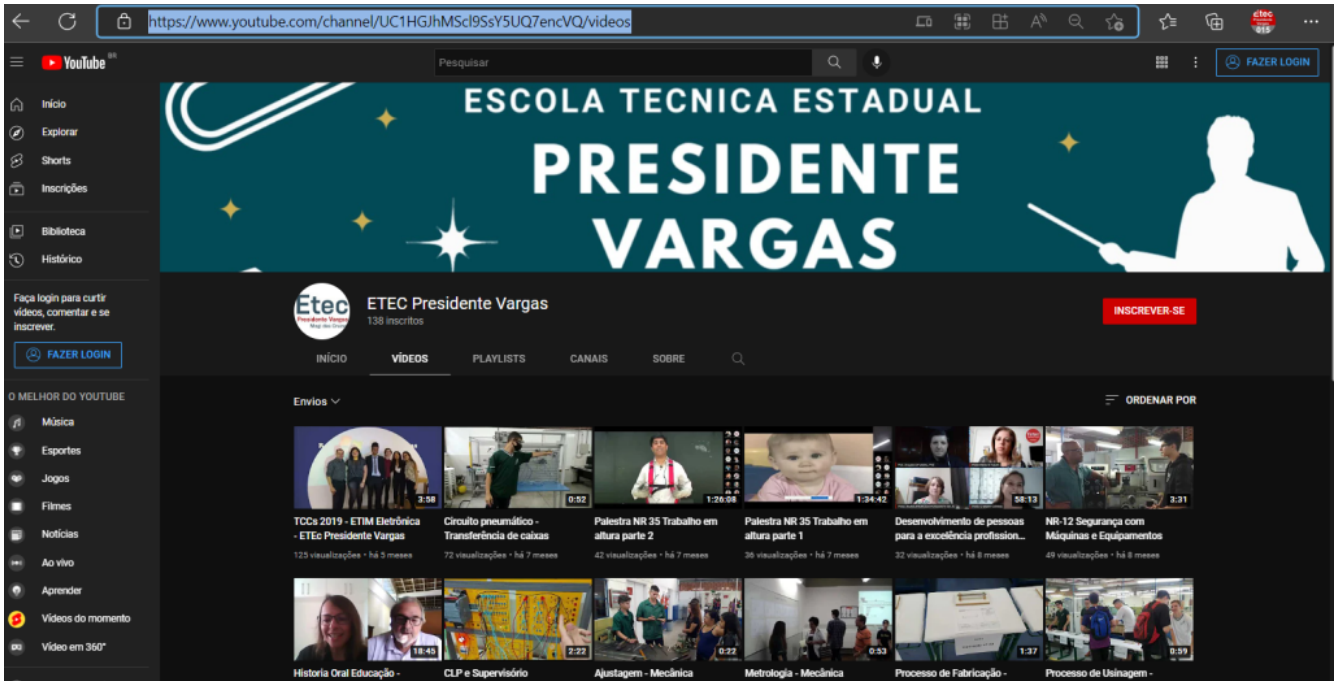 https://www.youtube.com/channel/UC1HGJhMScl9SsY5UQ7encVQ/videos
YouTube BR
Pesquisar
FAZER LOGIN
Início
Explorar
Shorts
Inscrições
Biblioteca
Histórico
Faça login para curtir
vídeos, comentar e se
inscrever.
FAZER LOGIN
O MELHOR DO YOUTUBE
Música
Esportes
Jogos
Filmes
Notícias
Ao vivo
Aprender
Vídeos do momento
Vídeo em 360°
ESCOLA TECNICA ESTADUAL
PRESIDENTE
VARGAS
Etec
Presidente Vargas
Mogi das Cruzes
ETEC Presidente Vargas
138 inscritos
INSCREVER-SE
INÍCIO VÍDEOS PLAYLISTS CANAIS SOBRE
Envios
ORDENAR POR
3:58 0:52 1:26:08 1:34:42 58:13 3:31
TCCs 2019 - ETIM Eletrônica
- ETEc Presidente Vargas
125 visualizações • há 5 meses
Circuito pneumático -
Transferência de caixas
72 visualizações • há 7 meses
Palestra NR 35 Trabalho em
altura parte 2
42 visualizações • há 7 meses
Palestra NR 35 Trabalho em
altura parte 1
36 visualizações • há 7 meses
Desenvolvimento de pessoas
para a excelência profission...
32 visualizações • há 8 meses
NR-12 Segurança com
Máquinas e Equipamentos
49 visualizações • há 8 meses
18:45 2:22 0:22 0:53 1:37 0:59
Historia Oral Educação -
CLP e Supervisório
Ajustagem - Mecânica
Metrologia - Mecânica
Processo de Fabricação -
Processo de Usinagem -